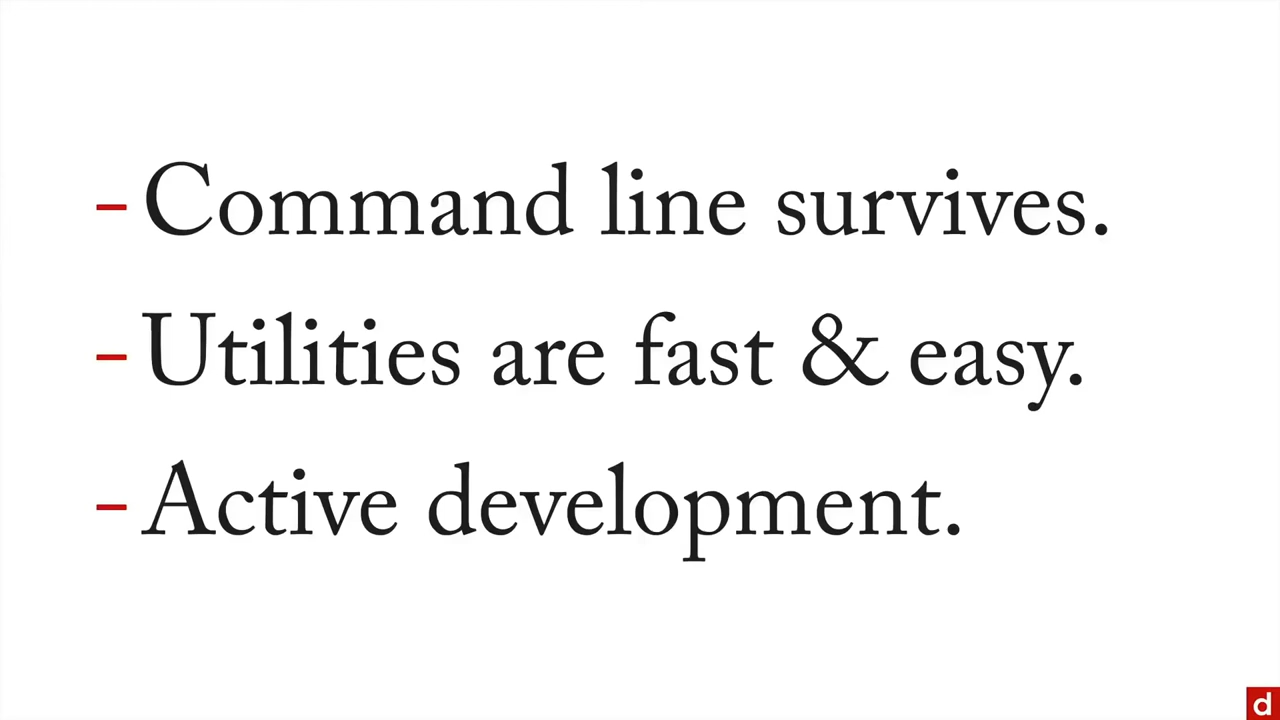 - Command line survives.
- Utilities are fast & easy.
- Active development.
d